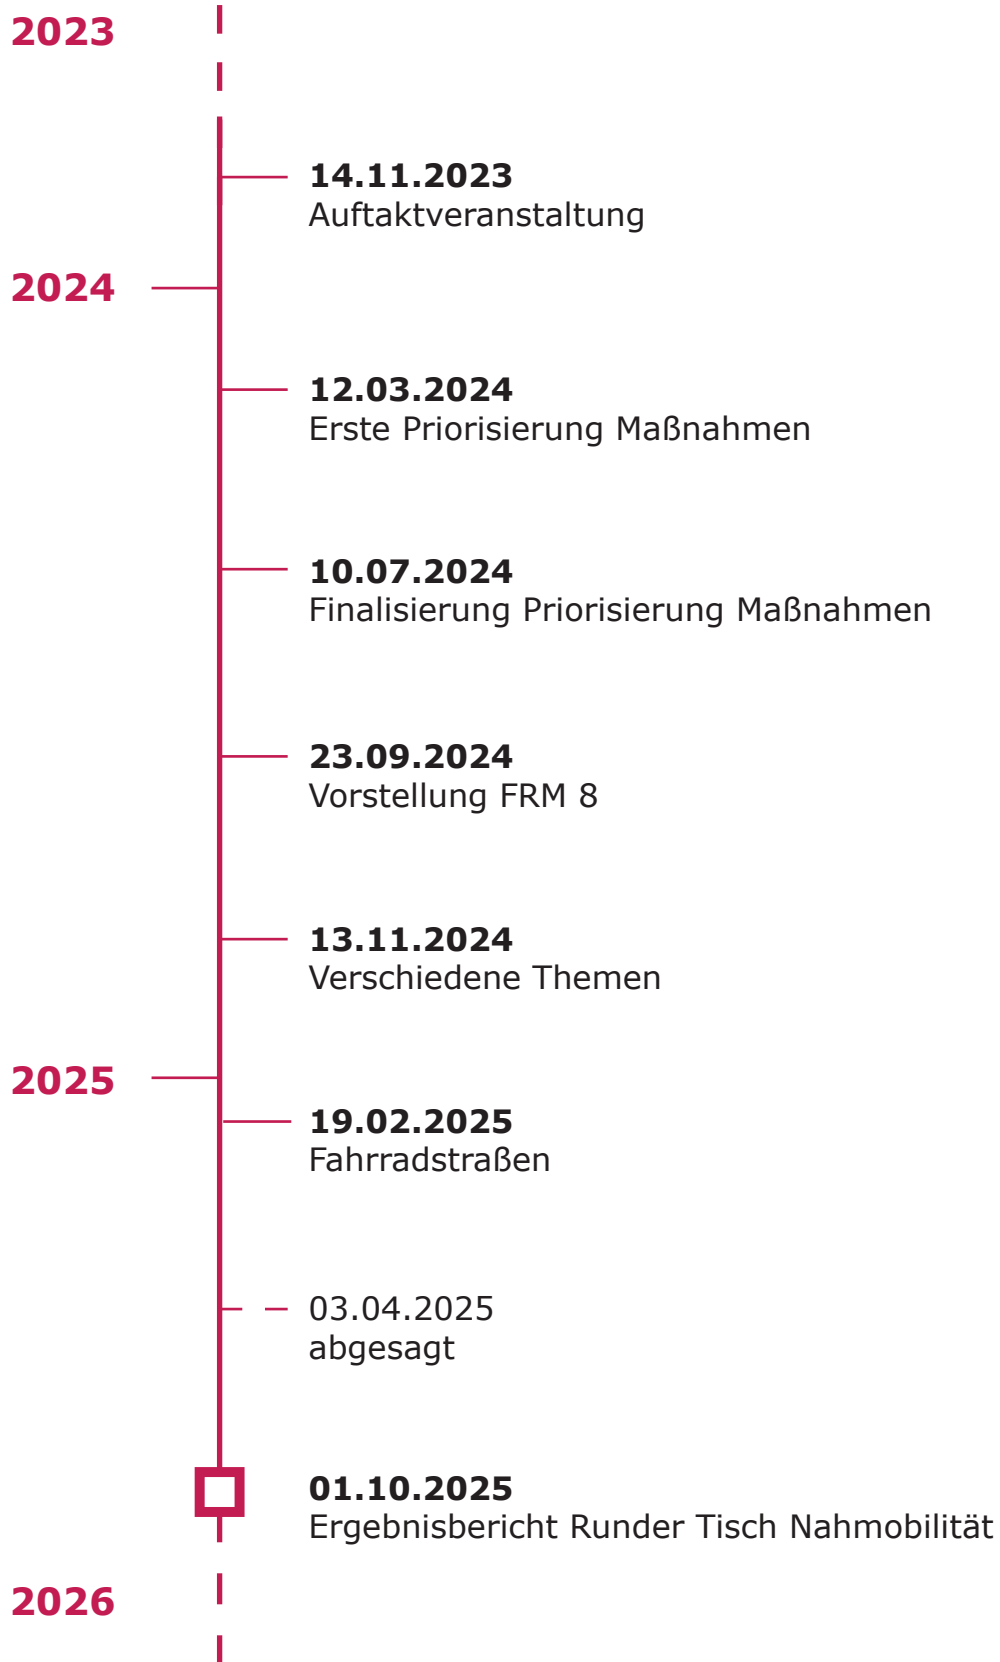 2023
14.11.2023
Auftaktveranstaltung
2024
12.03.2024
Erste Priorisierung Maßnahmen
10.07.2024
Finalisierung Priorisierung Maßnahmen
23.09.2024
Vorstellung FRM 8
13.11.2024
Verschiedene Themen
2025
19.02.2025
Fahrradstraßen
03.04.2025
abgesagt
01.10.2025
Ergebnisbericht Runder Tisch Nahmobilität
2026